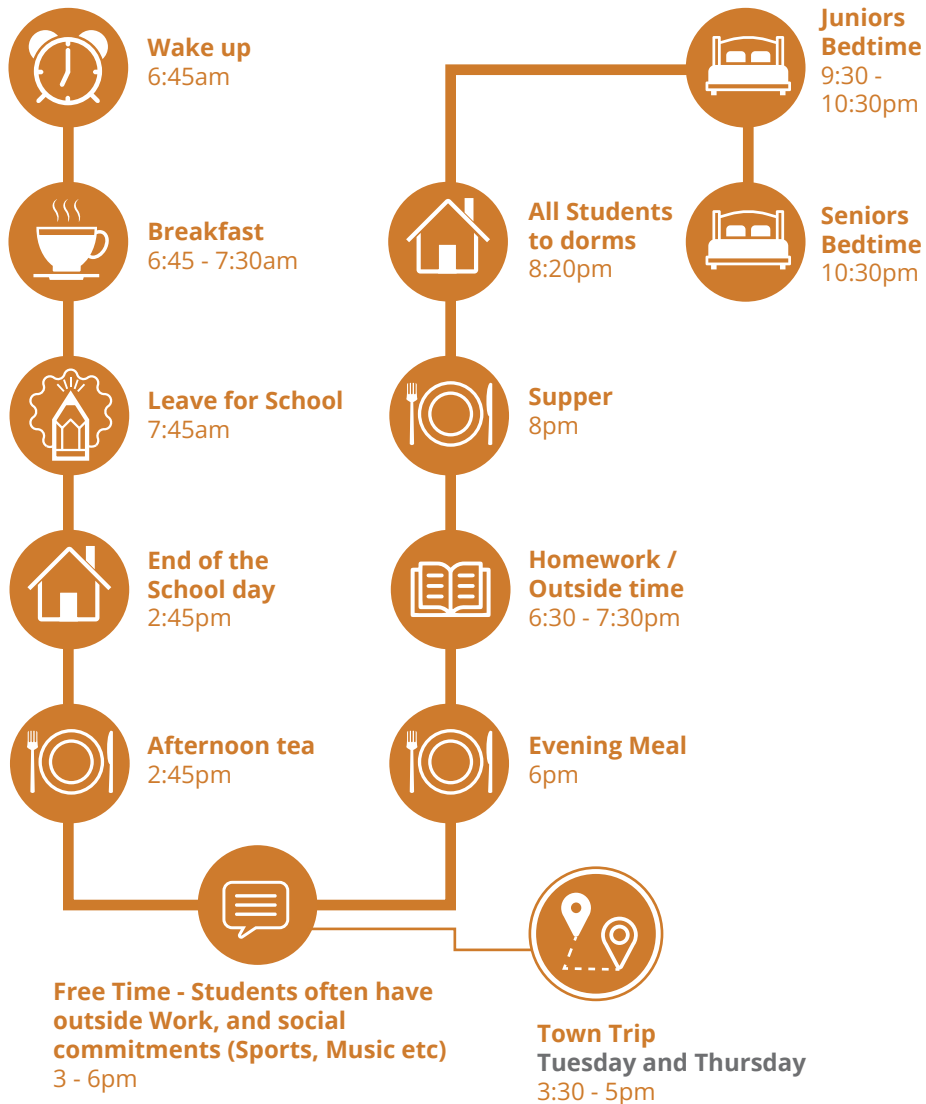 Wake up
6:45am
Breakfast
6:45 - 7:30am
Leave for School
7:45am
End of the
School day
2:45pm
Afternoon tea
2:45pm
Free Time - Students often have
outside Work, and social
commitments (Sports, Music etc)
3 - 6pm
Town Trip
Tuesday and Thursday
3:30 - 5pm
Evening Meal
6pm
Homework /
Outside time
6:30 - 7:30pm
Supper
8pm
All Students
to dorms
8:20pm
Juniors
Bedtime
9:30 -
10:30pm
Seniors
Bedtime
10:30pm